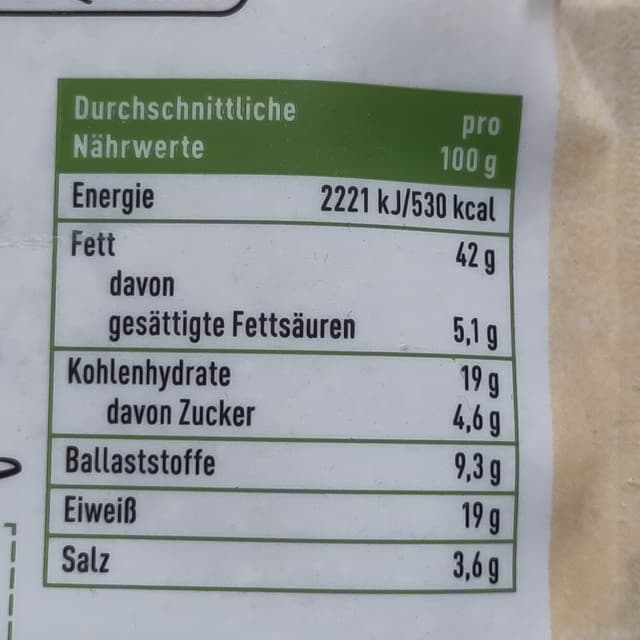 Durchschnittliche
Nährwerte
pro
100 g
Energie 2221 kJ/530 kcal
Fett 42 g
davon
gesättigte Fettsäuren 5,1 g
Kohlenhydrate 19 g
davon Zucker 4,6 g
Ballaststoffe 9,3 g
Eiweiß 19 g
Salz 3,6 g